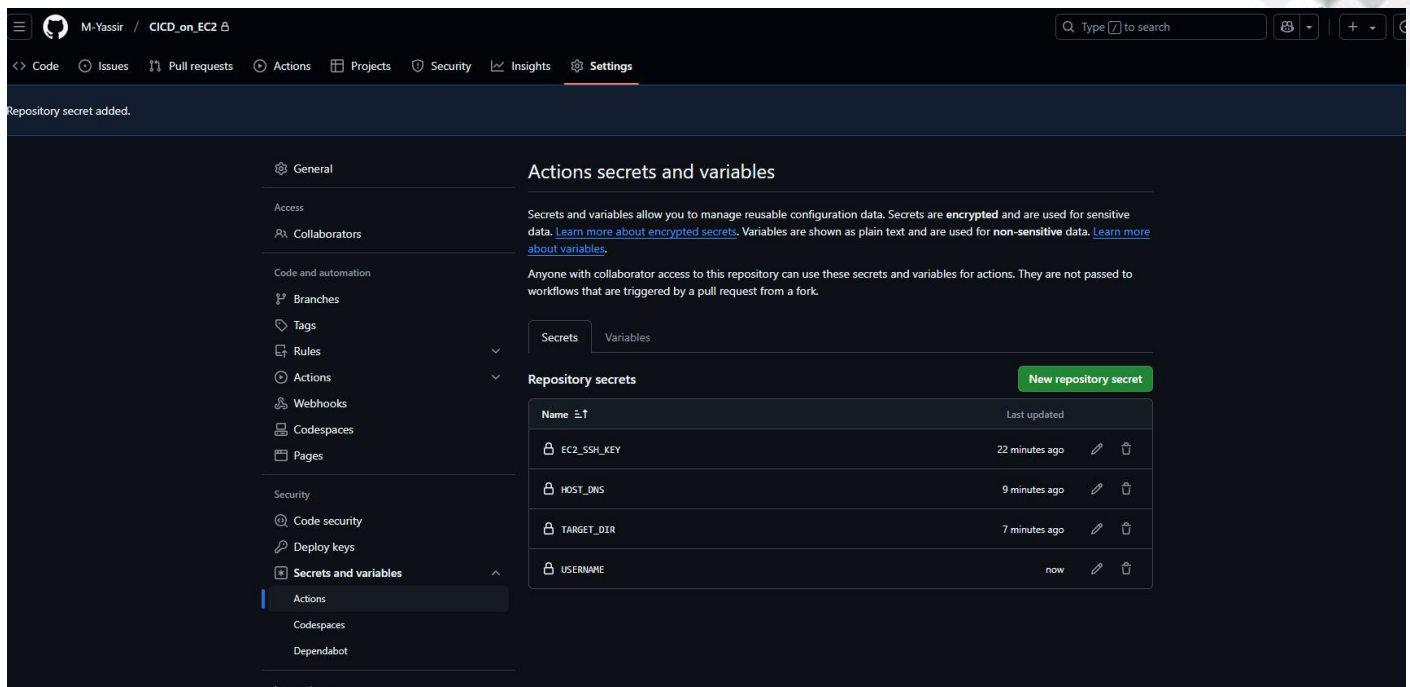 M-Yassir / CICD_on_EC2
Type / to search
<> Code Issues Pull requests Actions Projects Security Insights Settings
Repository secret added.
General
Access
Collaborators
Code and automation
Branches
Tags
Rules
Actions
Webhooks
Codespaces
Pages
Security
Code security
Deploy keys
Secrets and variables
Actions
Codespaces
Dependabot
Actions secrets and variables
Secrets and variables allow you to manage reusable configuration data. Secrets are encrypted and are used for sensitive
data. Learn more about encrypted secrets. Variables are shown as plain text and are used for non-sensitive data. Learn more
about variables.
Anyone with collaborator access to this repository can use these secrets and variables for actions. They are not passed to
workflows that are triggered by a pull request from a fork.
Secrets Variables
Repository secrets New repository secret
Name Last updated
EC2_SSH_KEY 22 minutes ago
HOST_DNS 9 minutes ago
TARGET_DIR 7 minutes ago
USERNAME now